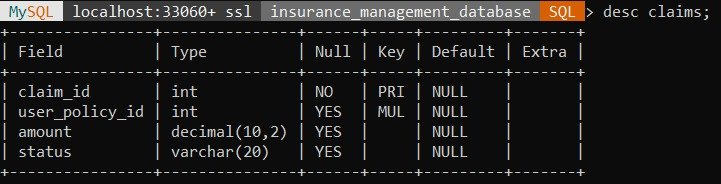 MySQL localhost:33060+ ssl insurance_management_database SQL > desc claims;
+----------------+---------------+------+-----+---------+-------+
| Field          | Type          | Null | Key | Default | Extra |
+----------------+---------------+------+-----+---------+-------+
| claim_id       | int           | NO   | PRI | NULL    |       |
| user_policy_id | int           | YES  | MUL | NULL    |       |
| amount         | decimal(10,2) | YES  |     | NULL    |       |
| status         | varchar(20)   | YES  |     | NULL    |       |
+----------------+---------------+------+-----+---------+-------+